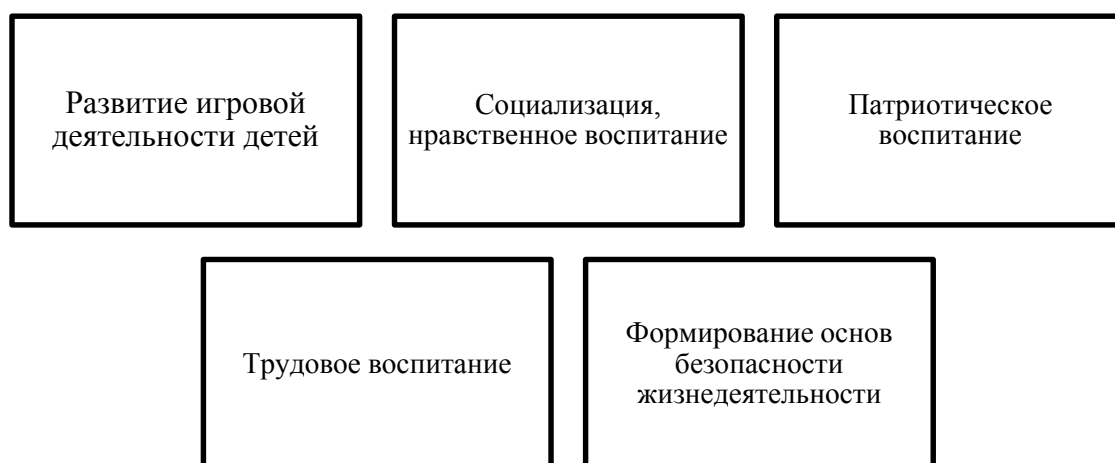 Развитие игровой
деятельности детей
Социализация,
нравственное воспитание
Патриотическое
воспитание
Трудовое воспитание
Формирование основ
безопасности
жизнедеятельности